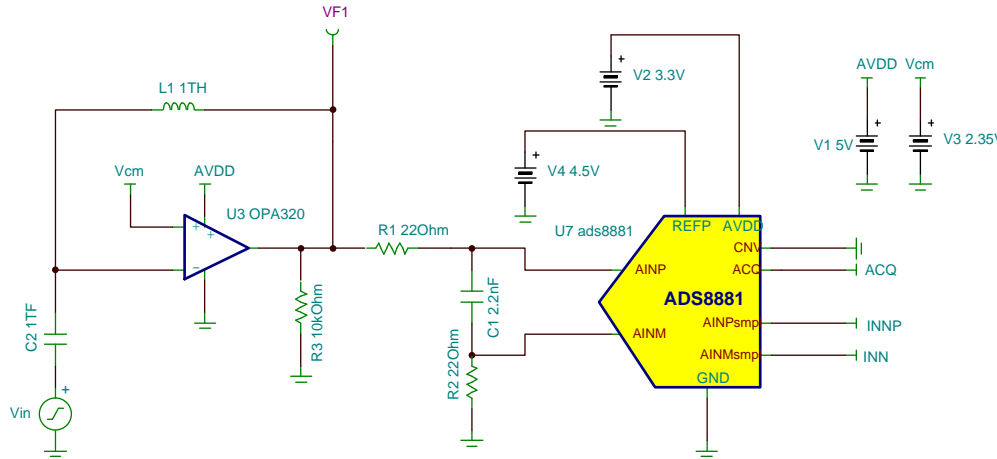 VF1
L1 1TH
V2 3.3V
AVDD
Vcm
V1 5V
V3 2.35V
V4 4.5V
Vcm
AVDD
U3 OPA320
+
+
-
R1 22Ohm
U7 ads8881
REFP
AVDD
CNV
ACQ
ACQ
AINP
ADS8881
AINM
AINPsmp
INNP
AINMsmp
INN
GND
C1 2.2nF
R3 10kOhm
R2 22Ohm
C2 1TF
Vin
+
+
+
+
+